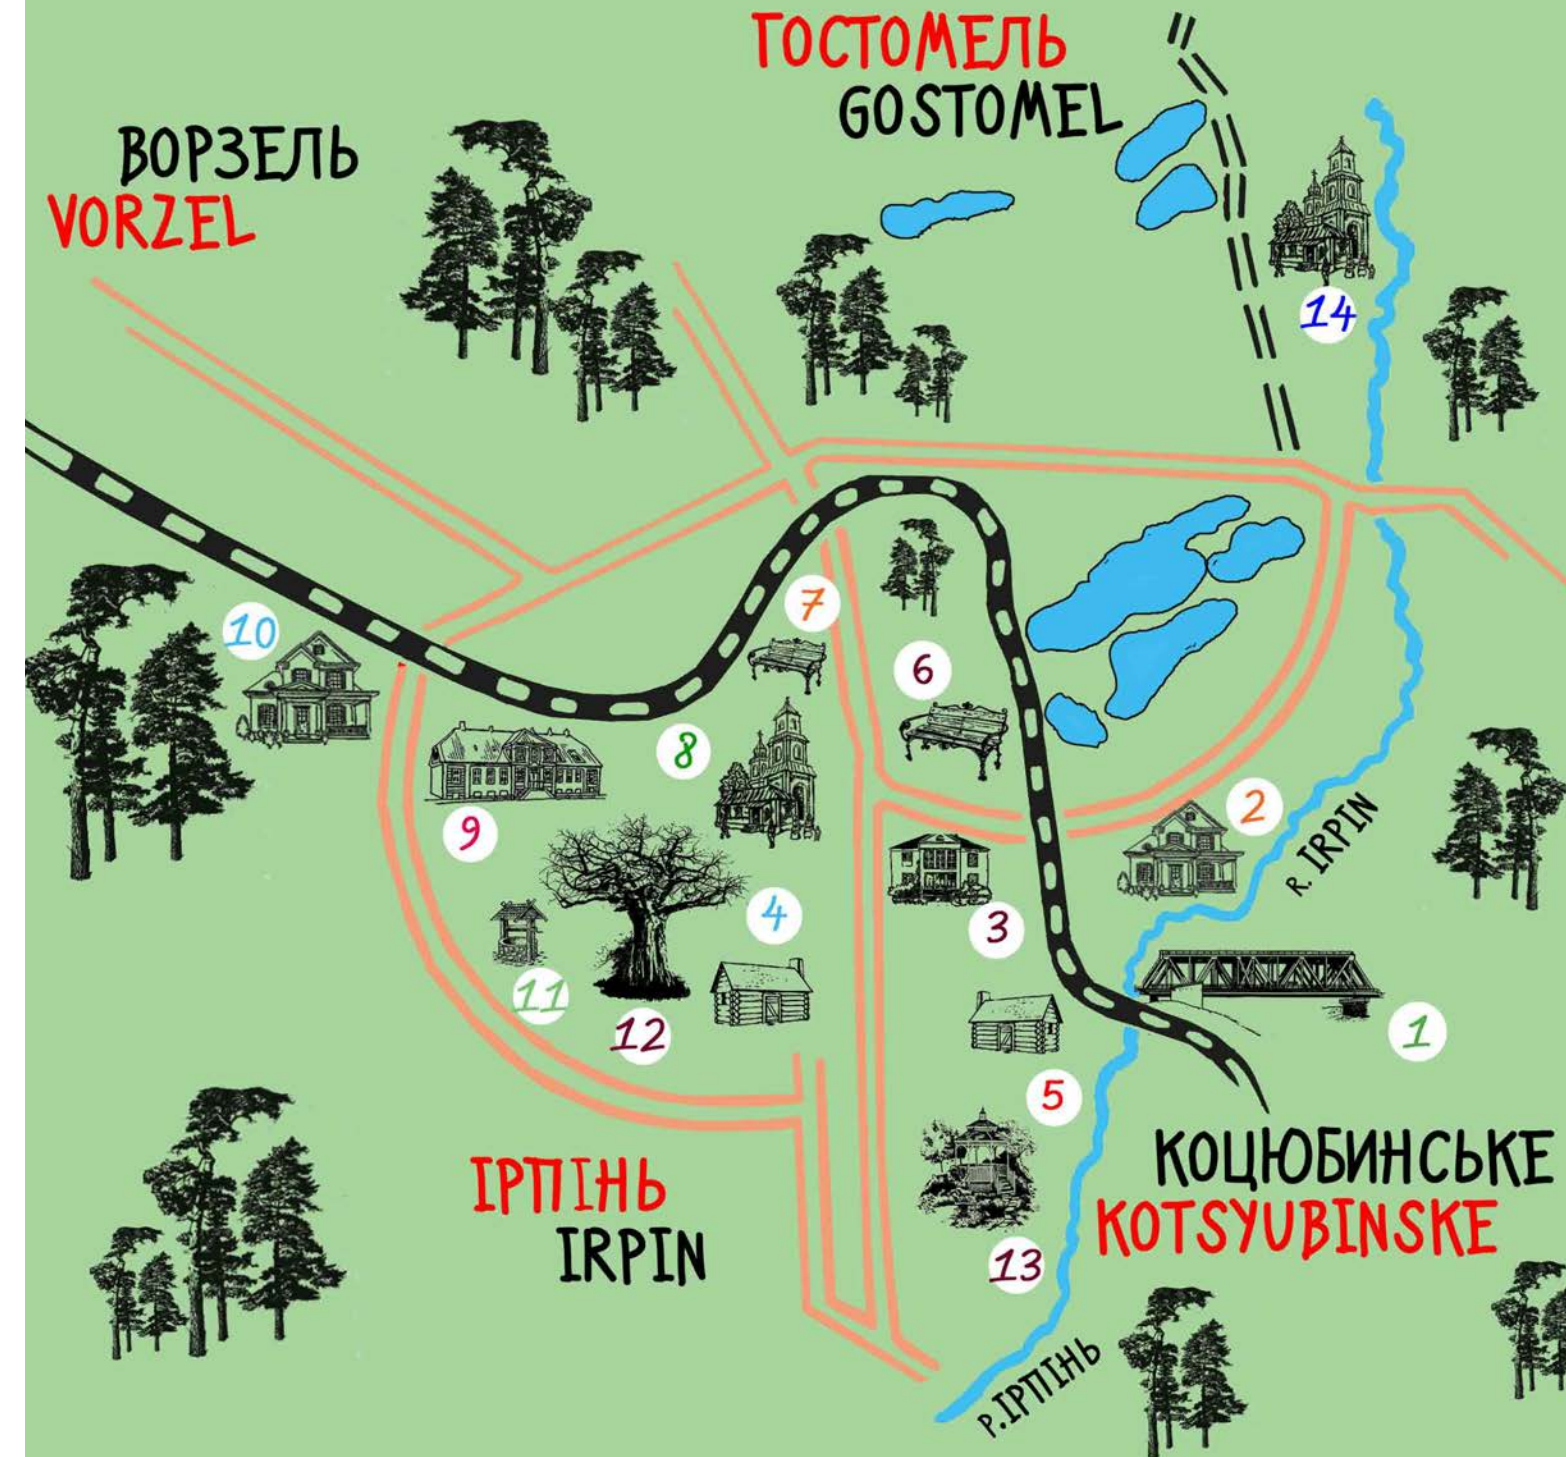 ГОСТОМЕЛЬ
GOSTOMEL
ВОРЗЕЛЬ
VORZEL
14
7
10
6
8
2
9
R. IRPIN
4
3
11
12
1
5
КОЦЮБИНСЬКЕ
KOTSYUBINSKE
ІРПІНЬ
IRPIN
13
Р.ІРПІНЬ